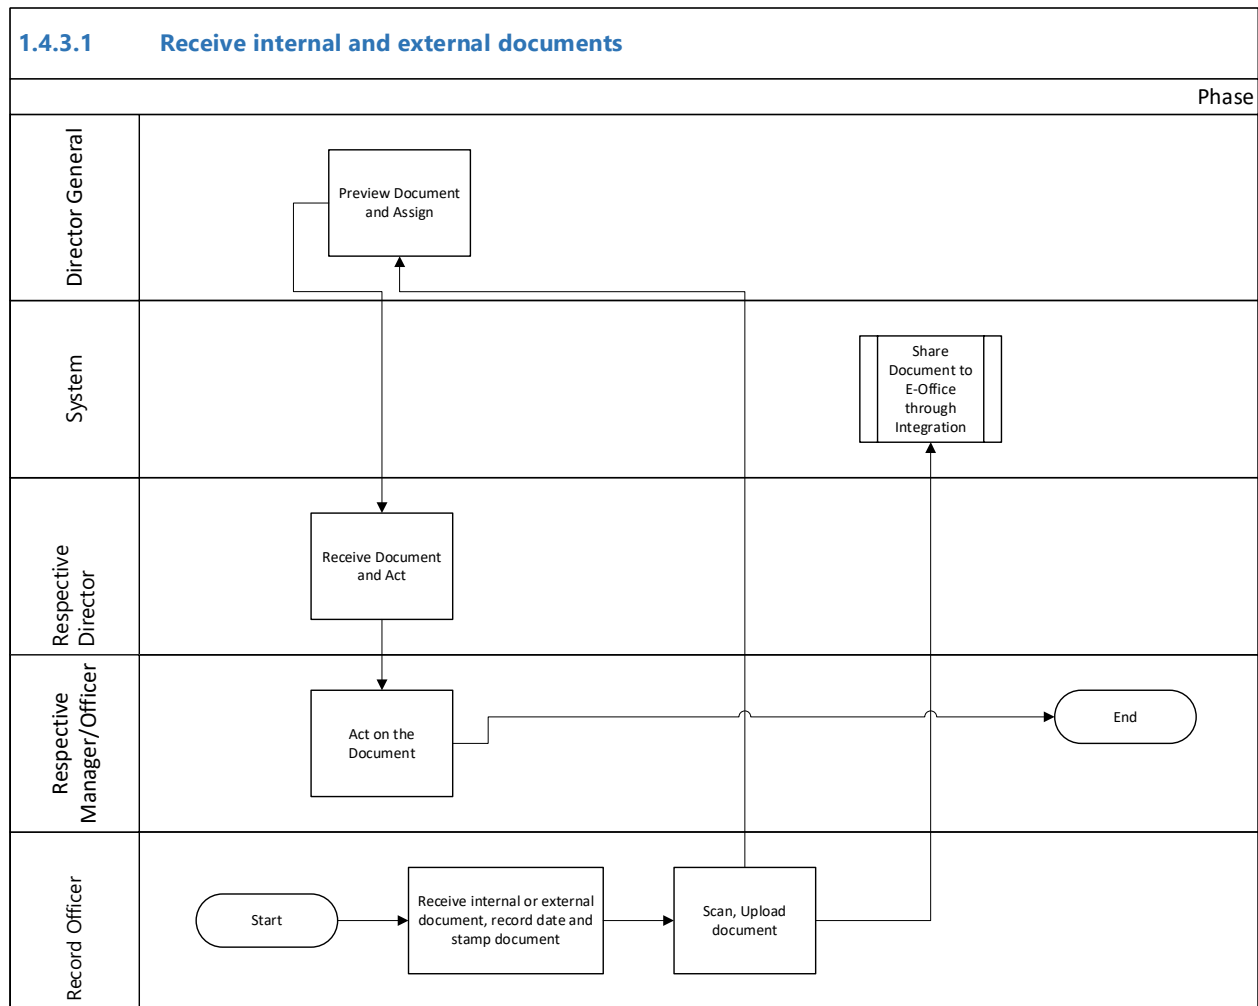 1.4.3.1 Receive internal and external documents
Phase
Director General
Preview Document
and Assign
System
Share
Document to
E-Office
through
Integration
Respective
Director
Receive Document
and Act
Respective
Manager/Officer
Act on the
Document
End
Record Officer
Start
Receive internal or external
document, record date and
stamp document
Scan, Upload
document